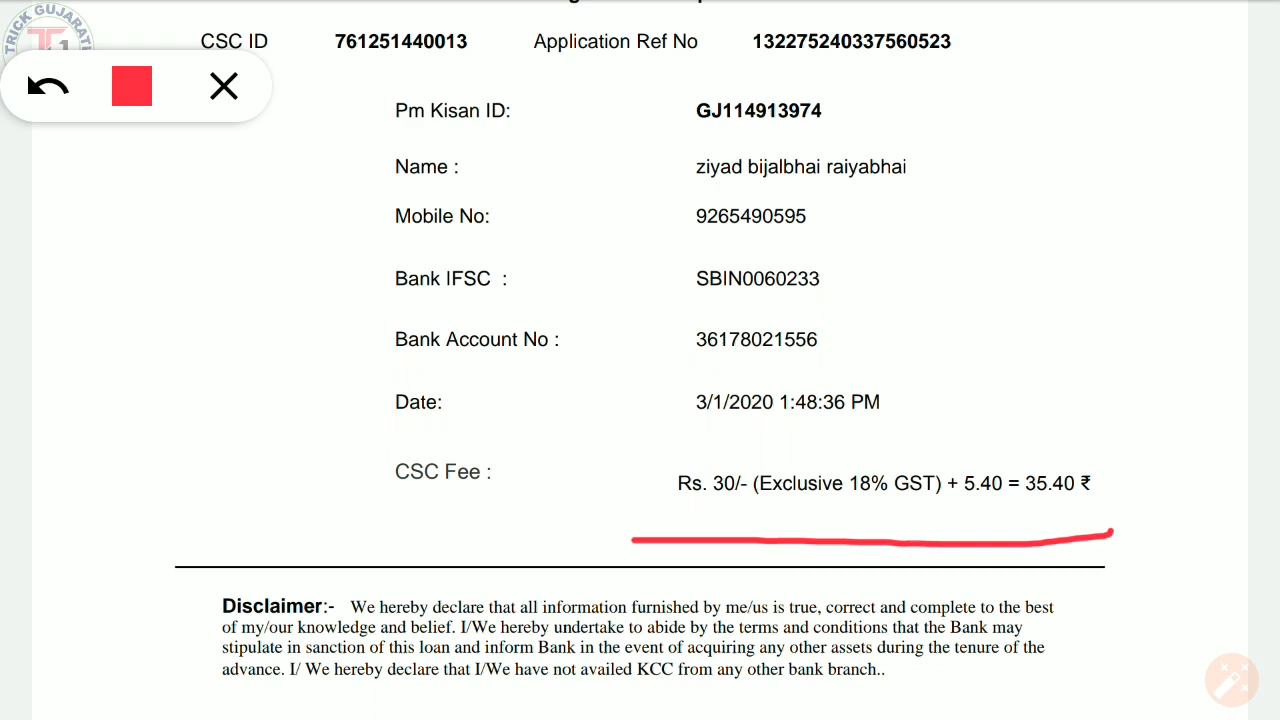 TRICK GUJARATI
CSC ID 761251440013 Application Ref No 132275240337560523
Pm Kisan ID: GJ114913974
Name : ziyad bijalbhai raiyabhai
Mobile No: 9265490595
Bank IFSC : SBIN0060233
Bank Account No : 36178021556
Date: 3/1/2020 1:48:36 PM
CSC Fee : Rs. 30/- (Exclusive 18% GST) + 5.40 = 35.40 ₹
Disclaimer:- We hereby declare that all information furnished by me/us is true, correct and complete to the best
of my/our knowledge and belief. I/We hereby undertake to abide by the terms and conditions that the Bank may
stipulate in sanction of this loan and inform Bank in the event of acquiring any other assets during the tenure of the
advance. I/ We hereby declare that I/We have not availed KCC from any other bank branch..